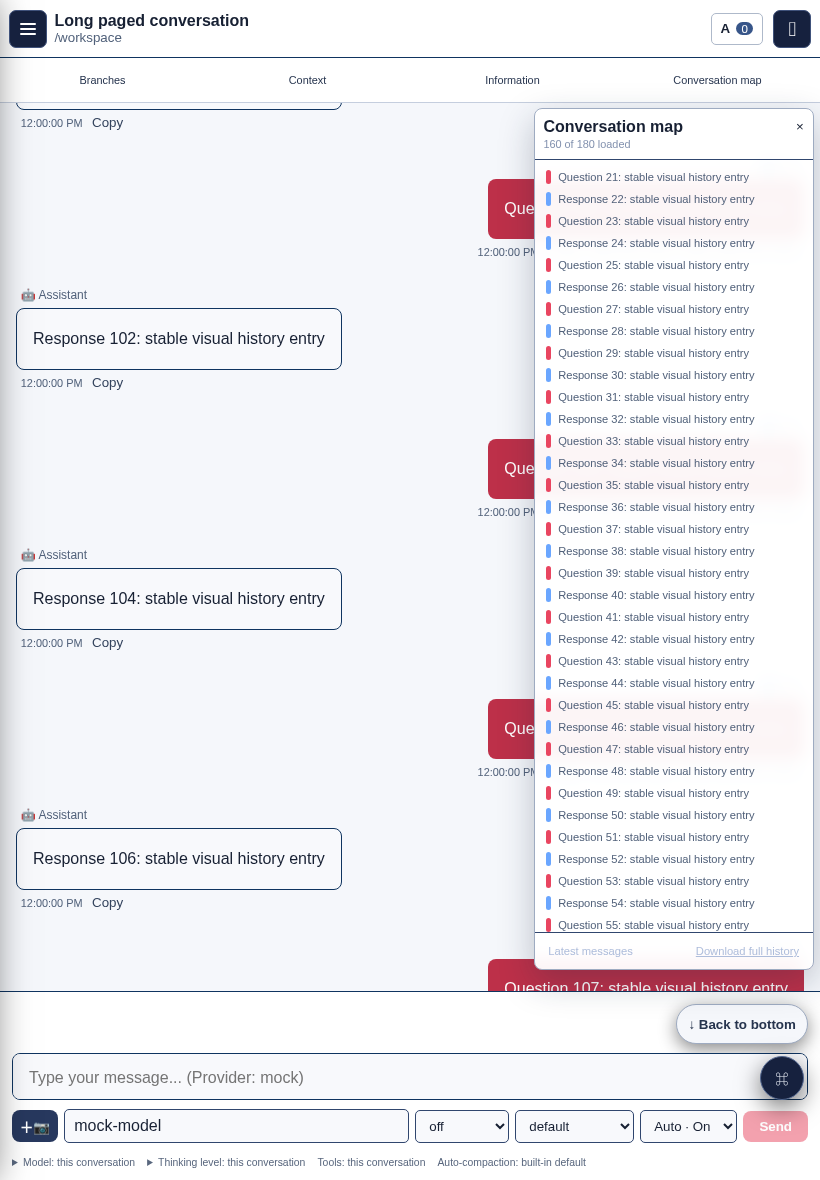 Long paged conversation
/workspace
A 0
Branches
Context
Information
Conversation map
12:00:00 PM Copy
Que
12:00:00 PM
🤖 Assistant
Response 102: stable visual history entry
12:00:00 PM Copy
Que
12:00:00 PM
🤖 Assistant
Response 104: stable visual history entry
12:00:00 PM Copy
Que
12:00:00 PM
🤖 Assistant
Response 106: stable visual history entry
12:00:00 PM Copy
Question 107: stable visual history entry
Conversation map ×
160 of 180 loaded
Question 21: stable visual history entry
Response 22: stable visual history entry
Question 23: stable visual history entry
Response 24: stable visual history entry
Question 25: stable visual history entry
Response 26: stable visual history entry
Question 27: stable visual history entry
Response 28: stable visual history entry
Question 29: stable visual history entry
Response 30: stable visual history entry
Question 31: stable visual history entry
Response 32: stable visual history entry
Question 33: stable visual history entry
Response 34: stable visual history entry
Question 35: stable visual history entry
Response 36: stable visual history entry
Question 37: stable visual history entry
Response 38: stable visual history entry
Question 39: stable visual history entry
Response 40: stable visual history entry
Question 41: stable visual history entry
Response 42: stable visual history entry
Question 43: stable visual history entry
Response 44: stable visual history entry
Question 45: stable visual history entry
Response 46: stable visual history entry
Question 47: stable visual history entry
Response 48: stable visual history entry
Question 49: stable visual history entry
Response 50: stable visual history entry
Question 51: stable visual history entry
Response 52: stable visual history entry
Question 53: stable visual history entry
Response 54: stable visual history entry
Question 55: stable visual history entry
Latest messages Download full history
↓ Back to bottom
Type your message... (Provider: mock)
⌘
+📷 mock-model off default Auto · On Send
▶ Model: this conversation ▶ Thinking level: this conversation Tools: this conversation Auto-compaction: built-in default